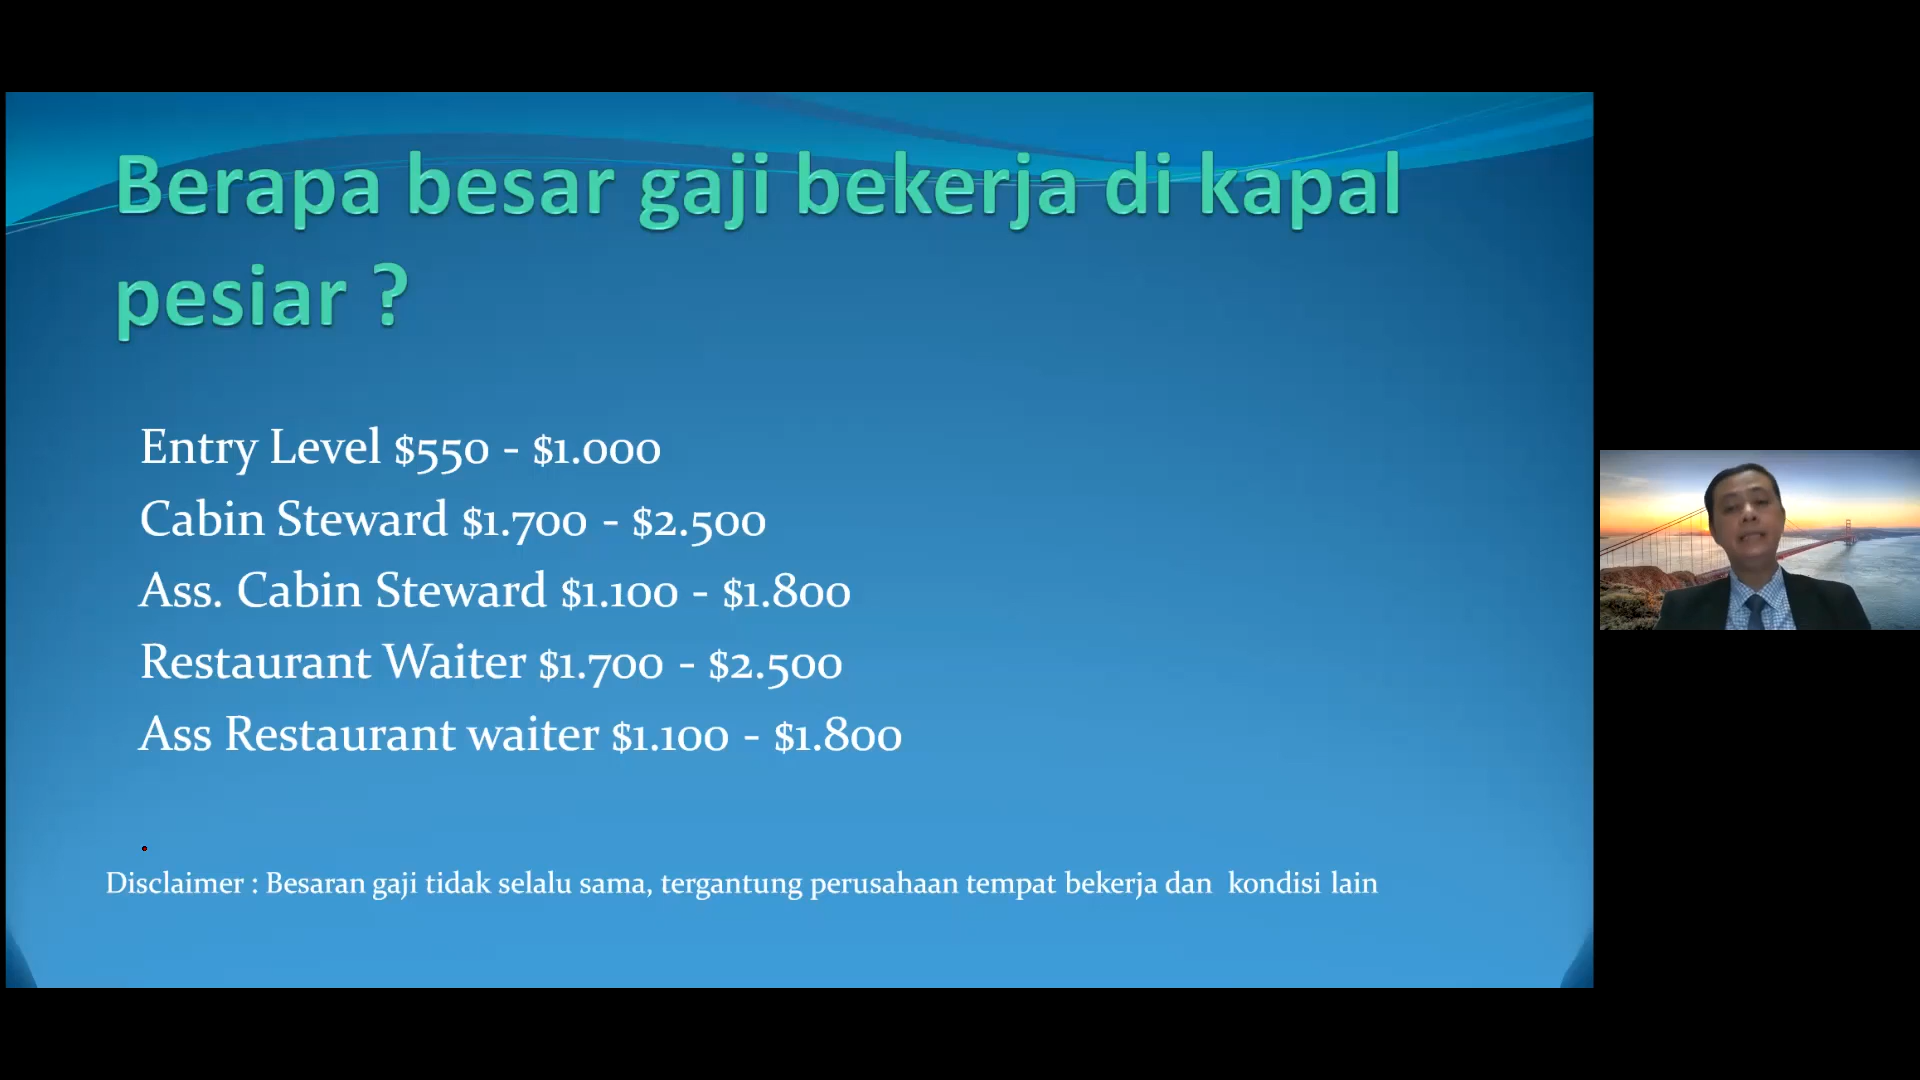 Berapa besar gaji bekerja di kapal
pesiar ?
Entry Level $550 - $1.000
Cabin Steward $1.700 - $2.500
Ass. Cabin Steward $1.100 - $1.800
Restaurant Waiter $1.700 - $2.500
Ass Restaurant waiter $1.100 - $1.800
Disclaimer : Besaran gaji tidak selalu sama, tergantung perusahaan tempat bekerja dan  kondisi lain